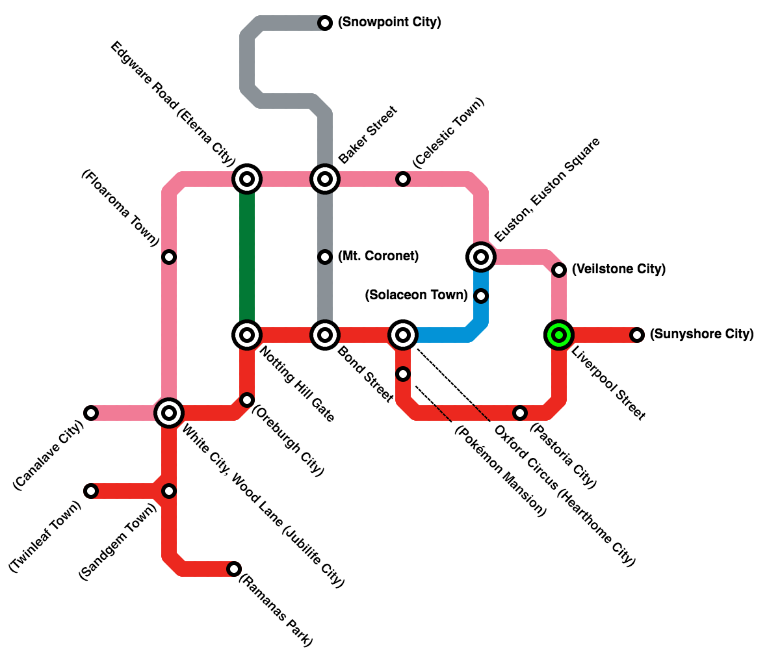 (Snowpoint City)
Edgware Road (Eterna City)
Baker Street
(Celestic Town)
Euston, Euston Square
(Floaroma Town)
(Mt. Coronet)
(Veilstone City)
(Solaceon Town)
(Sunyshore City)
Notting Hill Gate
Bond Street
Liverpool Street
(Canalave City)
(Oreburgh City)
(Pokémon Mansion)
(Pastoria City)
Oxford Circus (Hearthome City)
White City, Wood Lane (Jubilife City)
(Twinleaf Town)
(Sandgem Town)
(Ramanas Park)